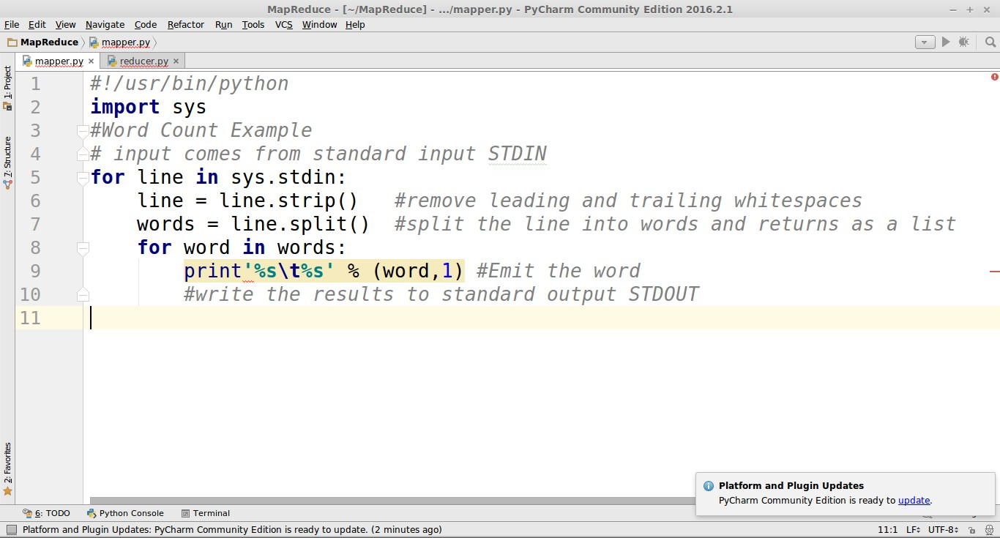 MapReduce - [~/MapReduce] - .../mapper.py - PyCharm Community Edition 2016.2.1
File Edit View Navigate Code Refactor Run Tools VCS Window Help
MapReduce mapper.py
mapper.py reducer.py
1: Project
7: Structure
2: Favorites
1 #!/usr/bin/python
2 import sys
3 #Word Count Example
4 # input comes from standard input STDIN
5 for line in sys.stdin:
6     line = line.strip()   #remove leading and trailing whitespaces
7     words = line.split()  #split the line into words and returns as a list
8     for word in words:
9         print'%s\t%s' % (word,1) #Emit the word
10         #write the results to standard output STDOUT
11
Platform and Plugin Updates
PyCharm Community Edition is ready to update.
6: TODO Python Console Terminal
Platform and Plugin Updates: PyCharm Community Edition is ready to update. (2 minutes ago) 11:1 LF UTF-8